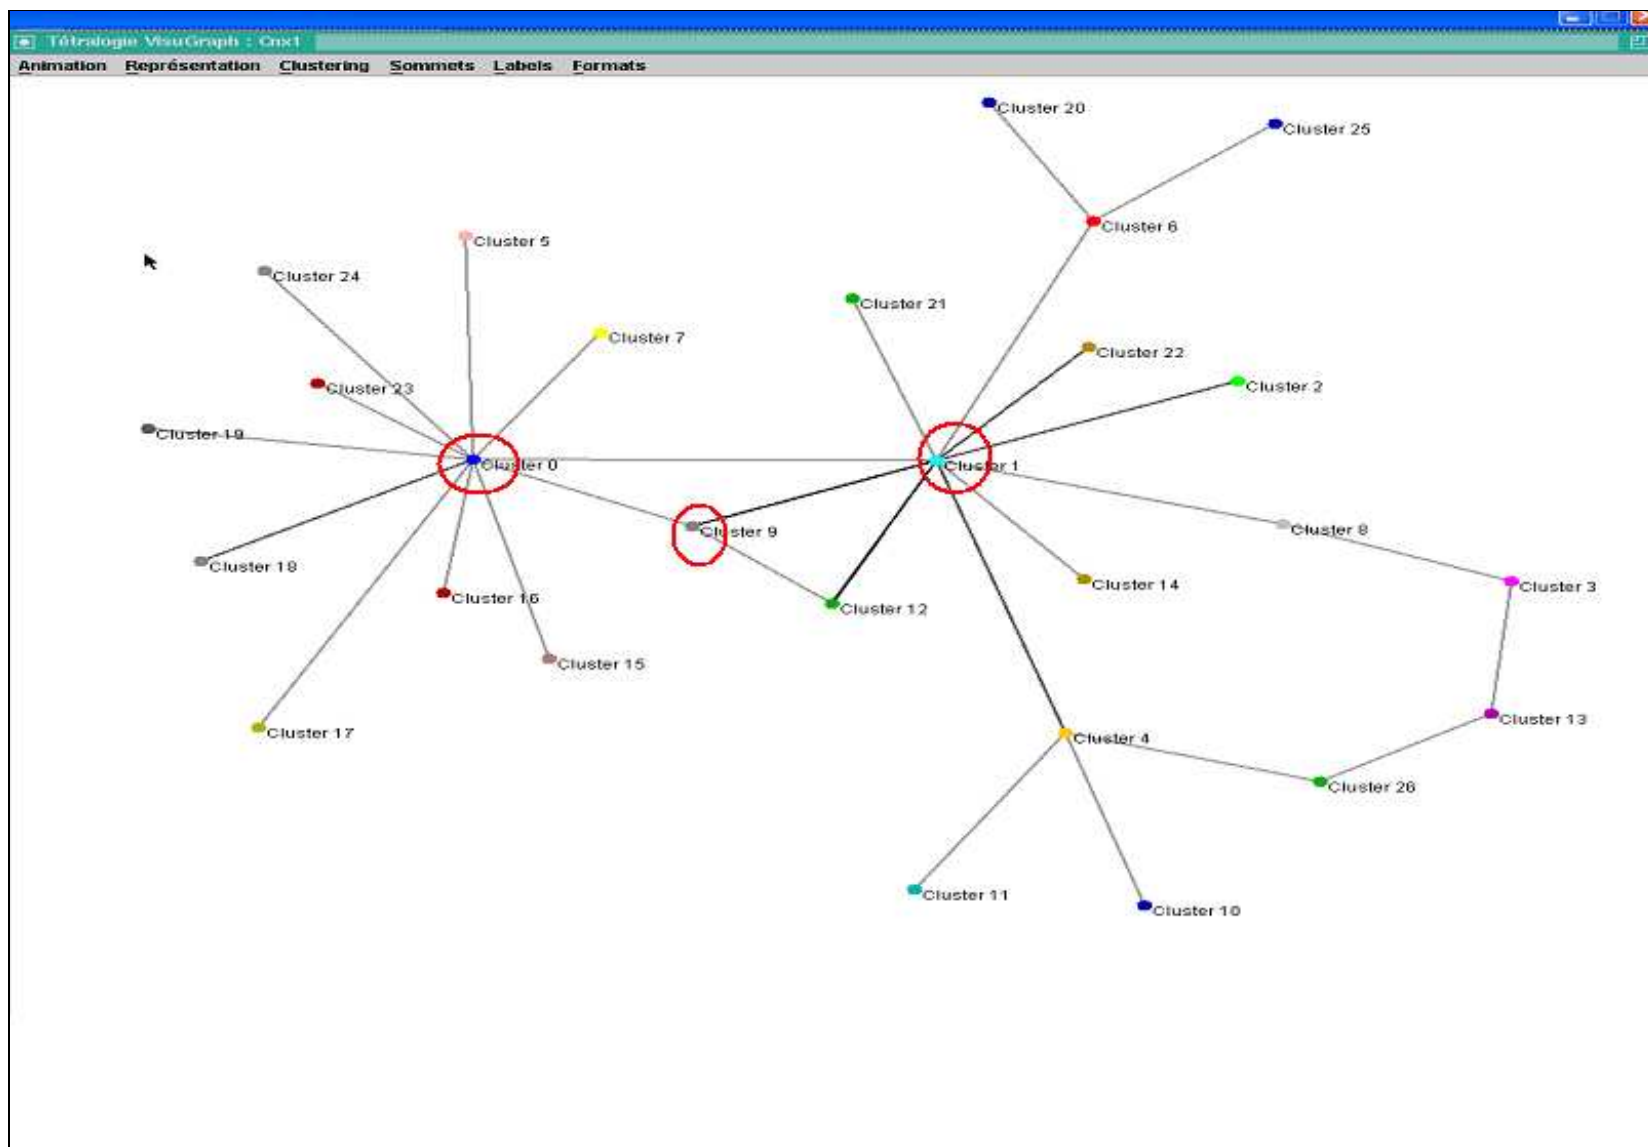 Tétralogie VisuGraph : Cnx1
Animation Représentation Clustering Sommets Labels Formats
Cluster 20
Cluster 25
Cluster 6
Cluster 5
Cluster 24
Cluster 21
Cluster 7
Cluster 22
Cluster 23
Cluster 2
Cluster 19
Cluster 0
Cluster 1
Cluster 9
Cluster 8
Cluster 18
Cluster 14
Cluster 3
Cluster 16
Cluster 12
Cluster 15
Cluster 13
Cluster 17
Cluster 4
Cluster 26
Cluster 11
Cluster 10